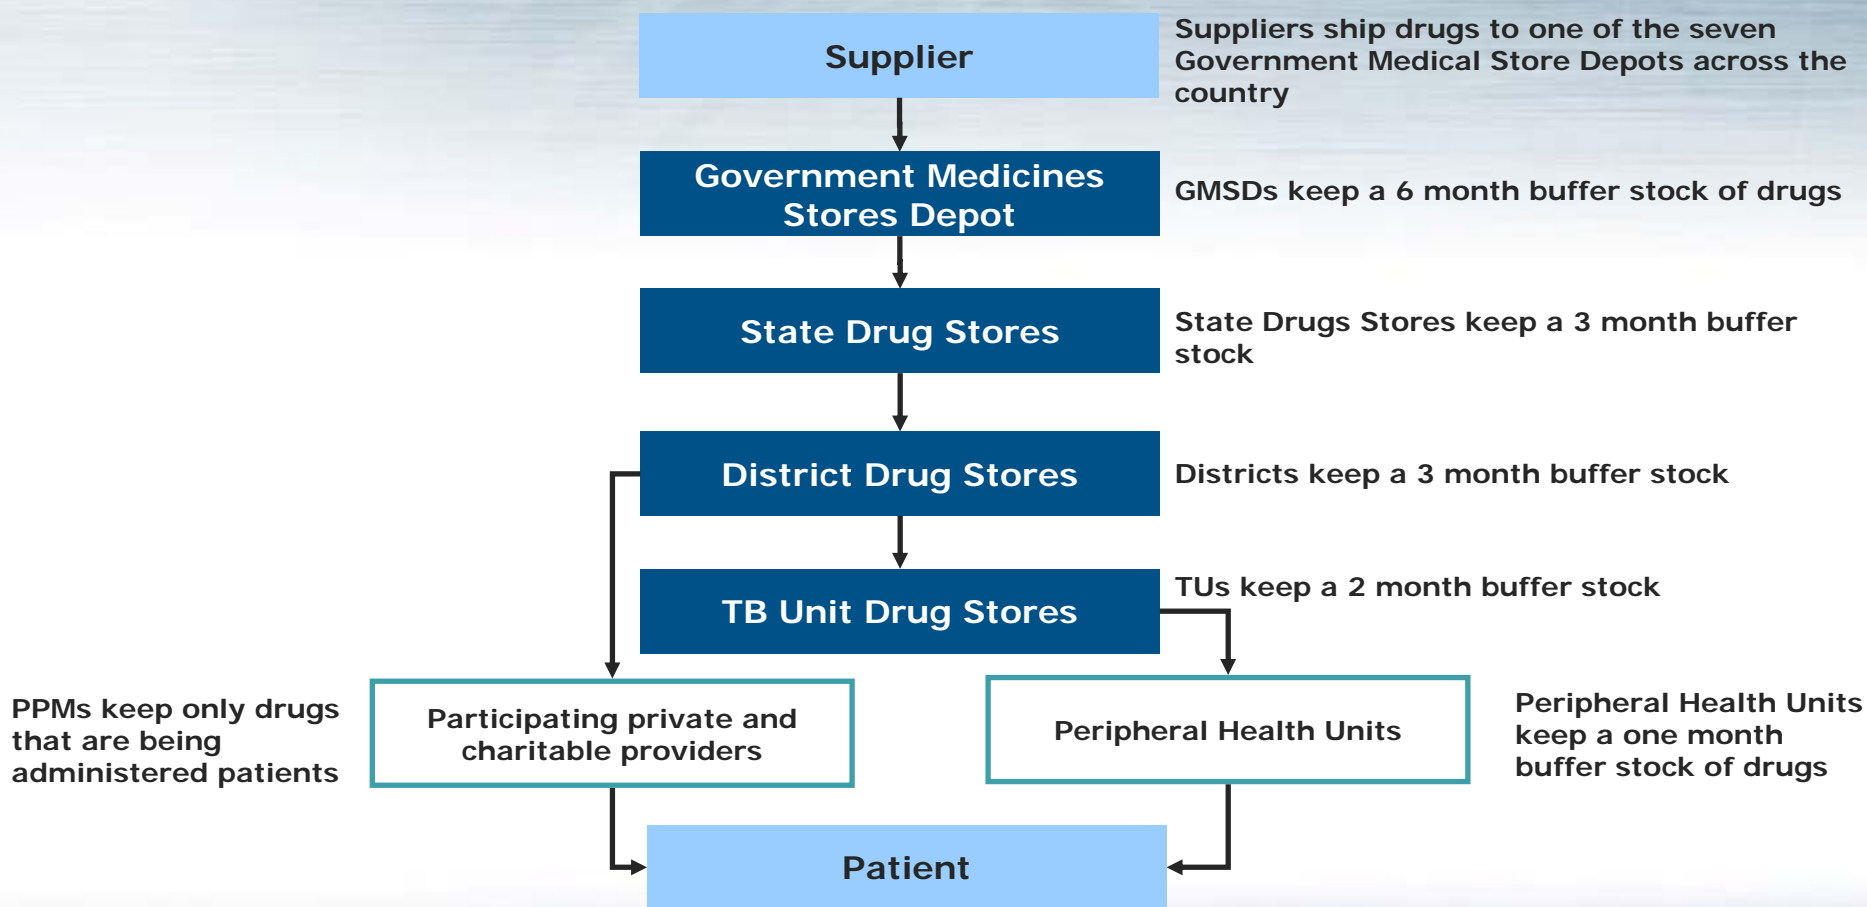 Supplier
Suppliers ship drugs to one of the seven
Government Medical Store Depots across the
country
Government Medicines
Stores Depot
GMSDs keep a 6 month buffer stock of drugs
State Drug Stores
State Drugs Stores keep a 3 month buffer
stock
District Drug Stores
Districts keep a 3 month buffer stock
TB Unit Drug Stores
TUs keep a 2 month buffer stock
PPMs keep only drugs
that are being
administered patients
Participating private and
charitable providers
Peripheral Health Units
Peripheral Health Units
keep a one month
buffer stock of drugs
Patient